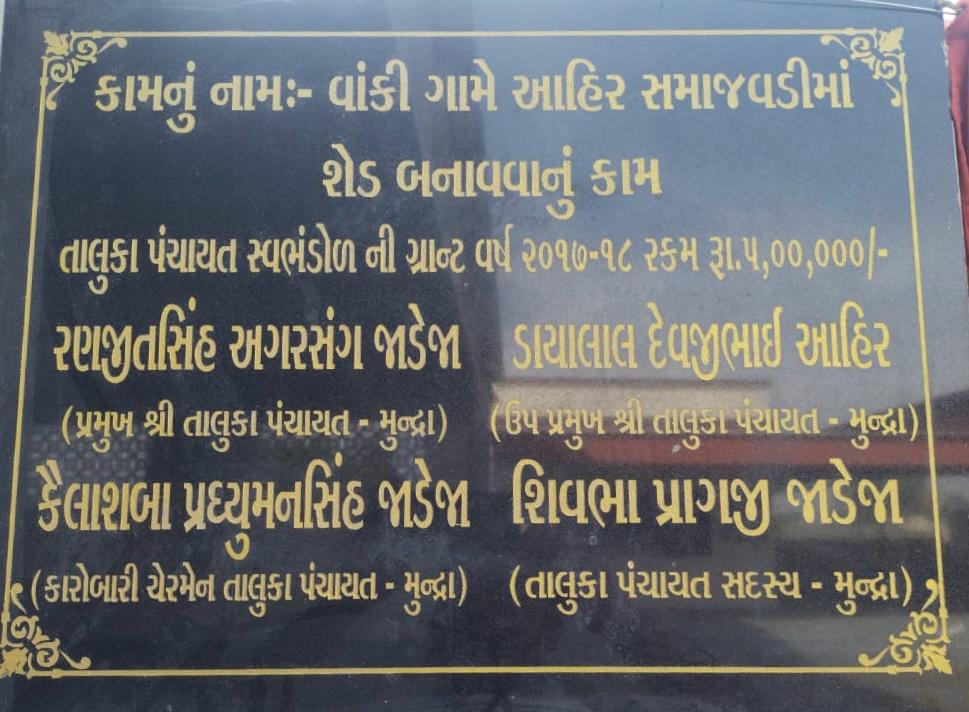 કામનું નામઃ- વાંકી ગામે આહિર સમાજવડીમાં
શેડ બનાવવાનું કામ
તાલુકા પંચાયત સ્વભંડોળ ની ગ્રાન્ટ વર્ષ ૨૦૧૭-૧૮ રકમ રૂા.૫,૦૦,૦૦૦/-
રણજીતસિંહ અગરસંગ જાડેજા ડાયાલાલ દેવજીભાઈ આહિર
(પ્રમુખ શ્રી તાલુકા પંચાયત - મુન્દ્રા) (ઉપ પ્રમુખ શ્રી તાલુકા પંચાયત - મુન્દ્રા)
કૈલાશબા પ્રધ્યુમનસિંહ જાડેજા શિવભા પ્રાગજી જાડેજા
(કારોબારી ચેરમેન તાલુકા પંચાયત - મુન્દ્રા) (તાલુકા પંચાયત સદસ્ય - મુન્દ્રા)